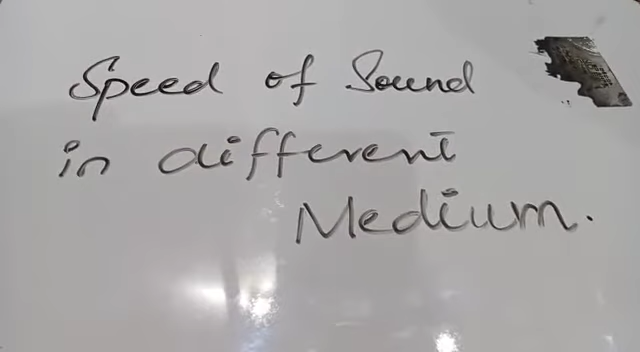 Speed of Sound
in different
Medium.